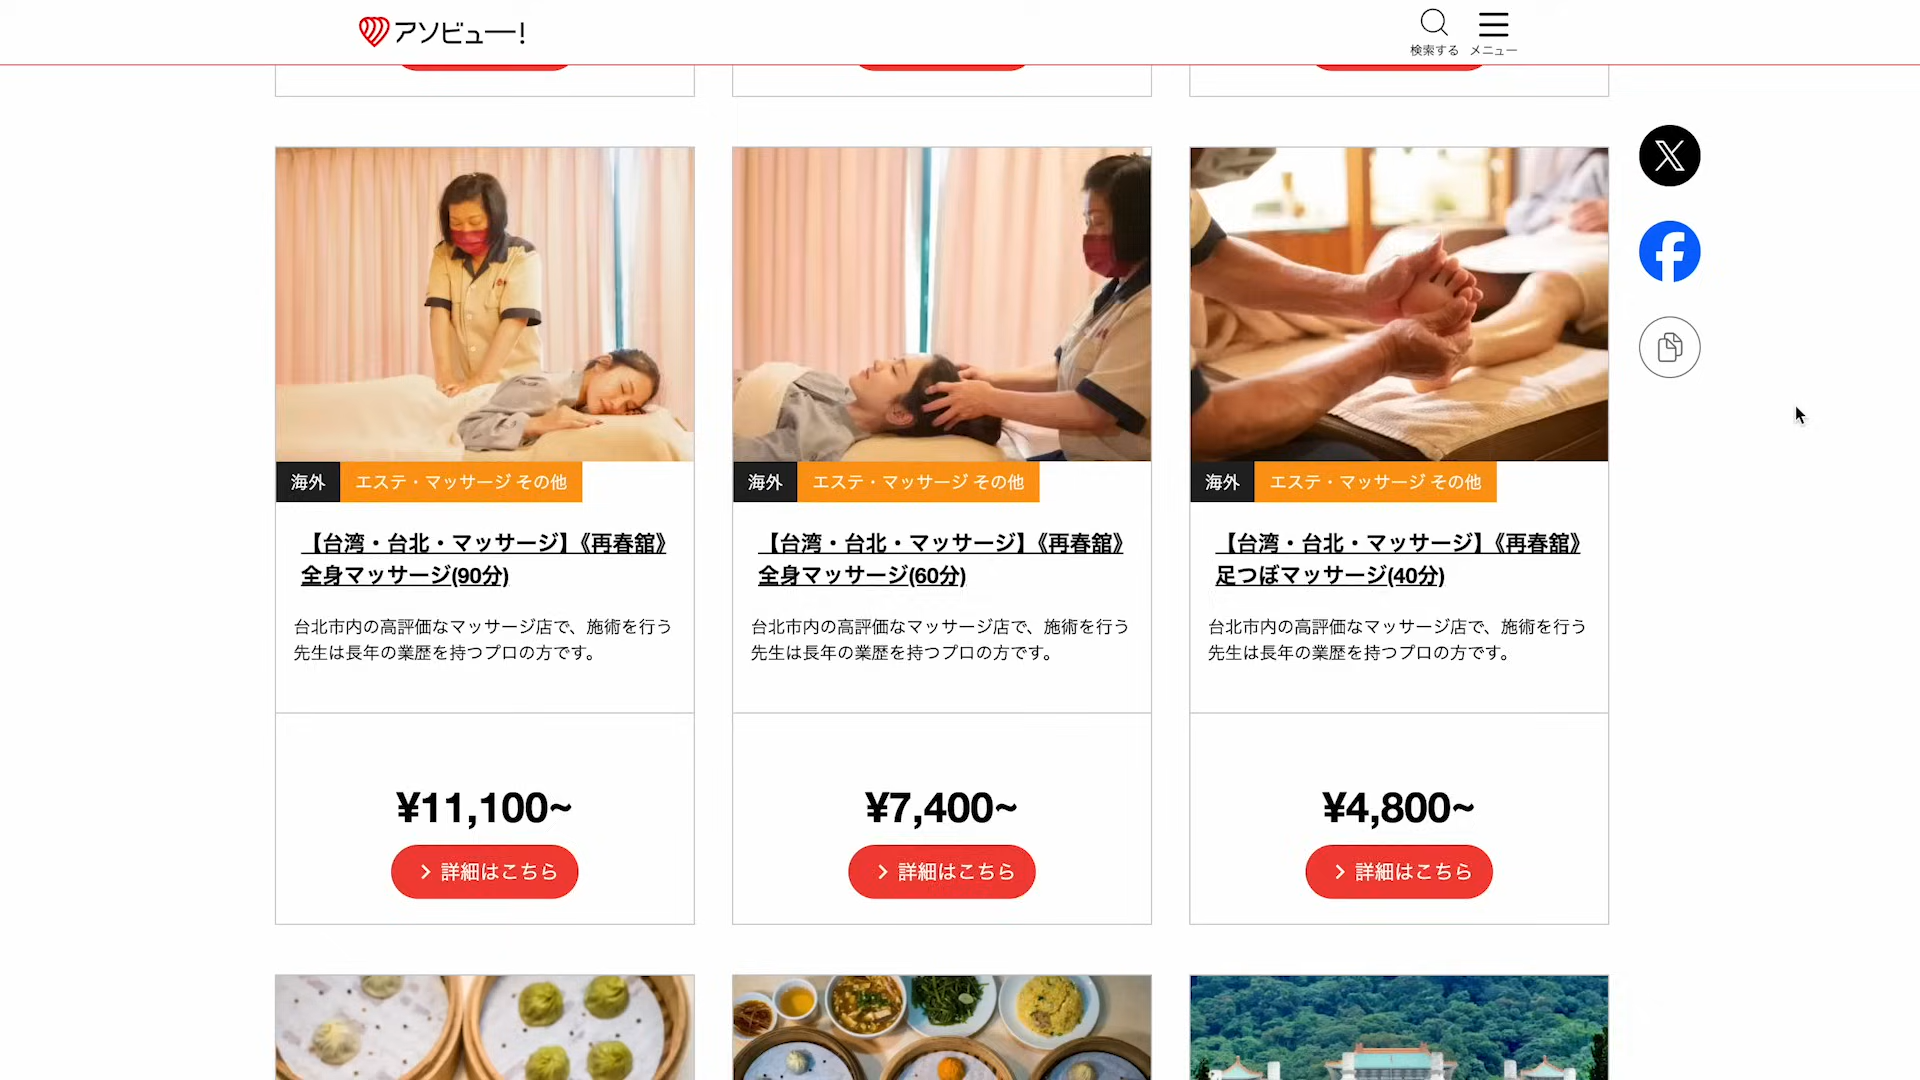 アソビュー!
検索する メニュー
海外 エステ・マッサージ その他
【台湾・台北・マッサージ】《再春舘》
全身マッサージ(90分)
台北市内の高評価なマッサージ店で、施術を行う
先生は長年の業歴を持つプロの方です。
¥11,100~
詳細はこちら
海外 エステ・マッサージ その他
【台湾・台北・マッサージ】《再春舘》
全身マッサージ(60分)
台北市内の高評価なマッサージ店で、施術を行う
先生は長年の業歴を持つプロの方です。
¥7,400~
詳細はこちら
海外 エステ・マッサージ その他
【台湾・台北・マッサージ】《再春舘》
足つぼマッサージ(40分)
台北市内の高評価なマッサージ店で、施術を行う
先生は長年の業歴を持つプロの方です。
¥4,800~
詳細はこちら